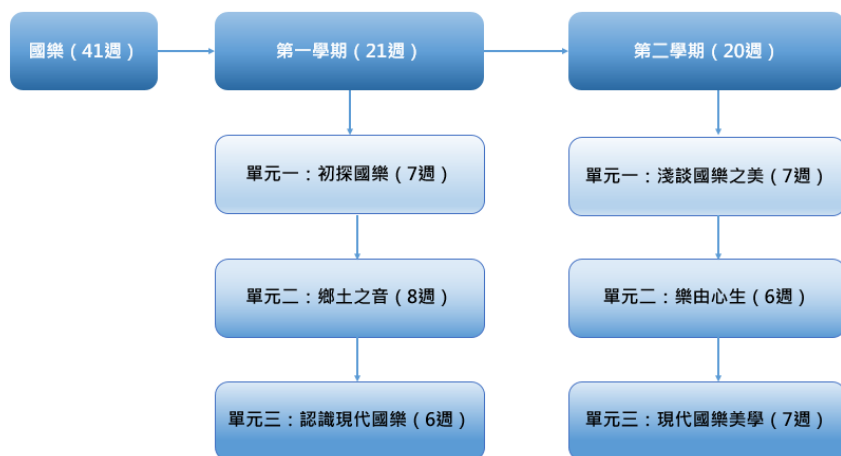 國樂（41週）
第一學期（21週）
第二學期（20週）
單元一：初探國樂（7週）
單元二：鄉土之音（8週）
單元三：認識現代國樂（6週）
單元一：淺談國樂之美（7週）
單元二：樂由心生（6週）
單元三：現代國樂美學（7週）